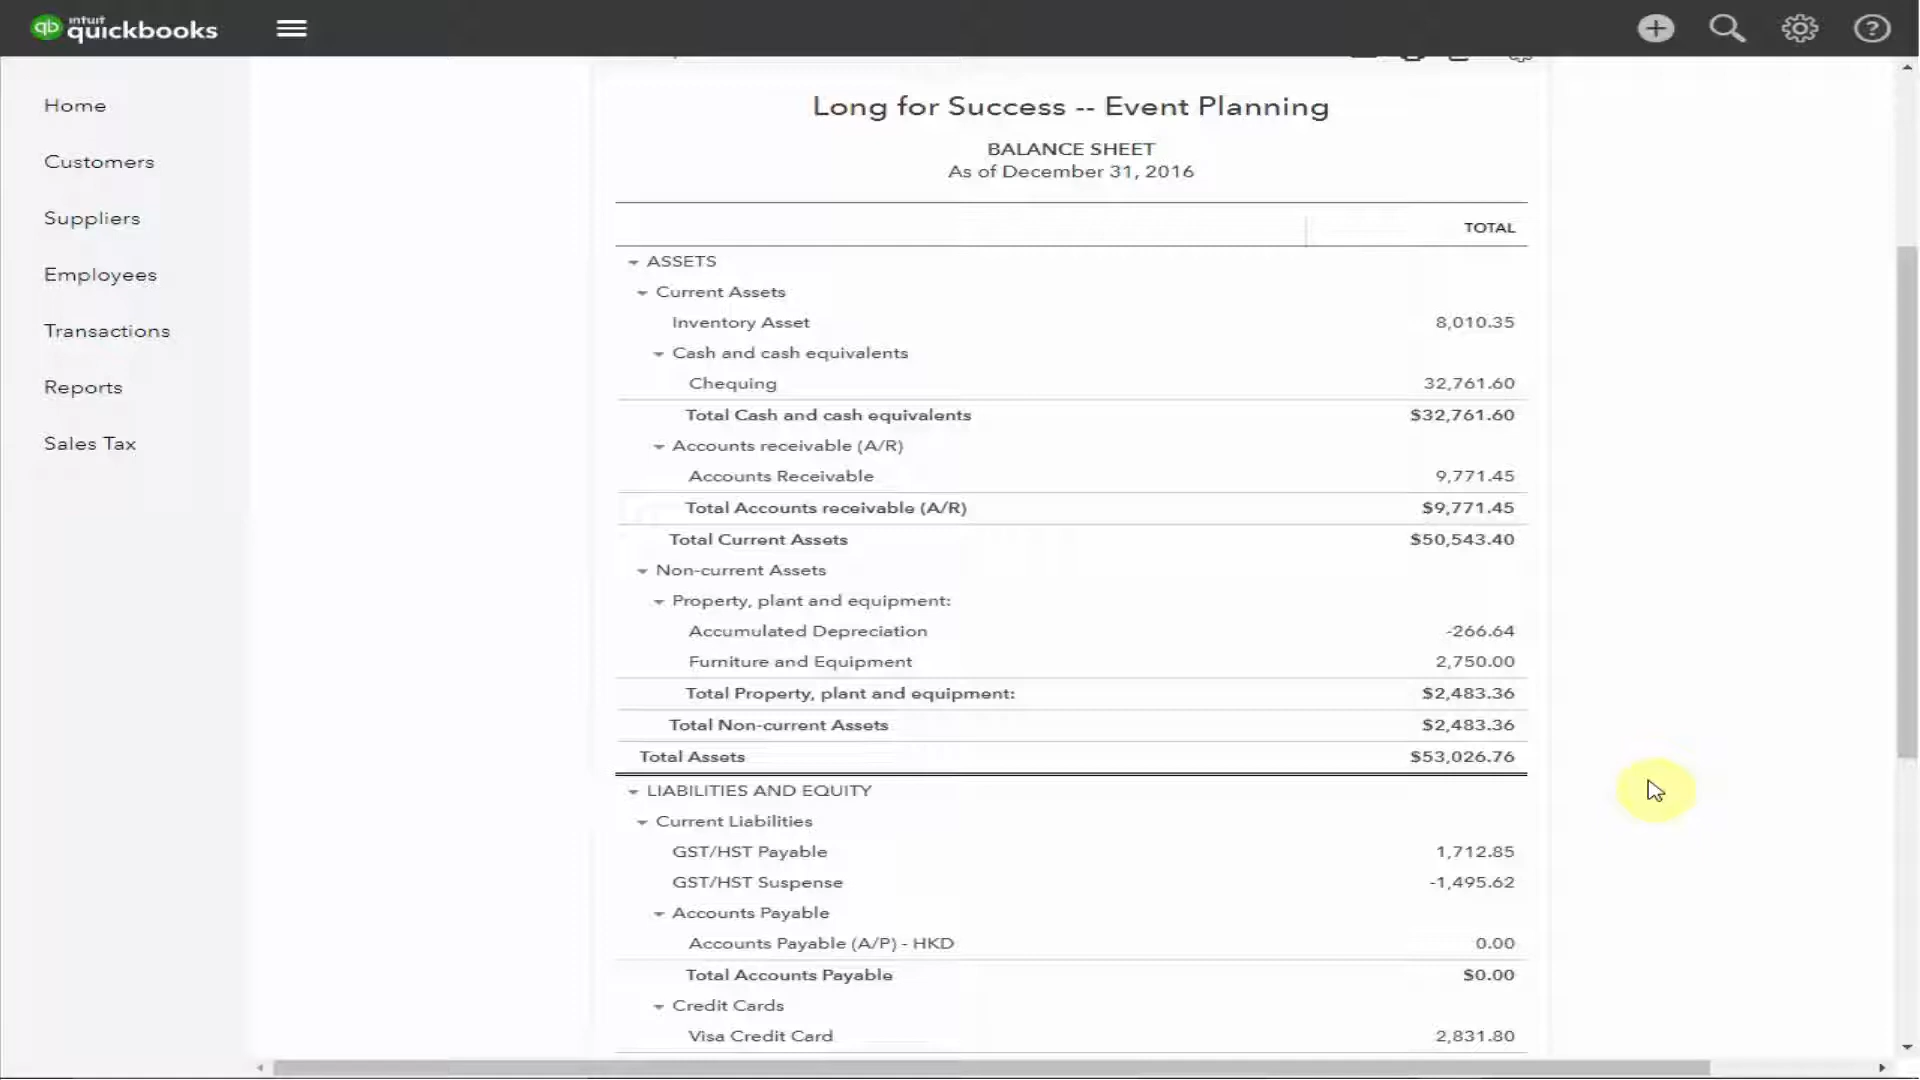 intuit
quickbooks
Home
Customers
Suppliers
Employees
Transactions
Reports
Sales Tax
Long for Success -- Event Planning
BALANCE SHEET
As of December 31, 2016
TOTAL
ASSETS
Current Assets
Inventory Asset 8,010.35
Cash and cash equivalents
Chequing 32,761.60
Total Cash and cash equivalents $32,761.60
Accounts receivable (A/R)
Accounts Receivable 9,771.45
Total Accounts receivable (A/R) $9,771.45
Total Current Assets $50,543.40
Non-current Assets
Property, plant and equipment:
Accumulated Depreciation -266.64
Furniture and Equipment 2,750.00
Total Property, plant and equipment: $2,483.36
Total Non-current Assets $2,483.36
Total Assets $53,026.76
LIABILITIES AND EQUITY
Current Liabilities
GST/HST Payable 1,712.85
GST/HST Suspense -1,495.62
Accounts Payable
Accounts Payable (A/P) - HKD 0.00
Total Accounts Payable $0.00
Credit Cards
Visa Credit Card 2,831.80